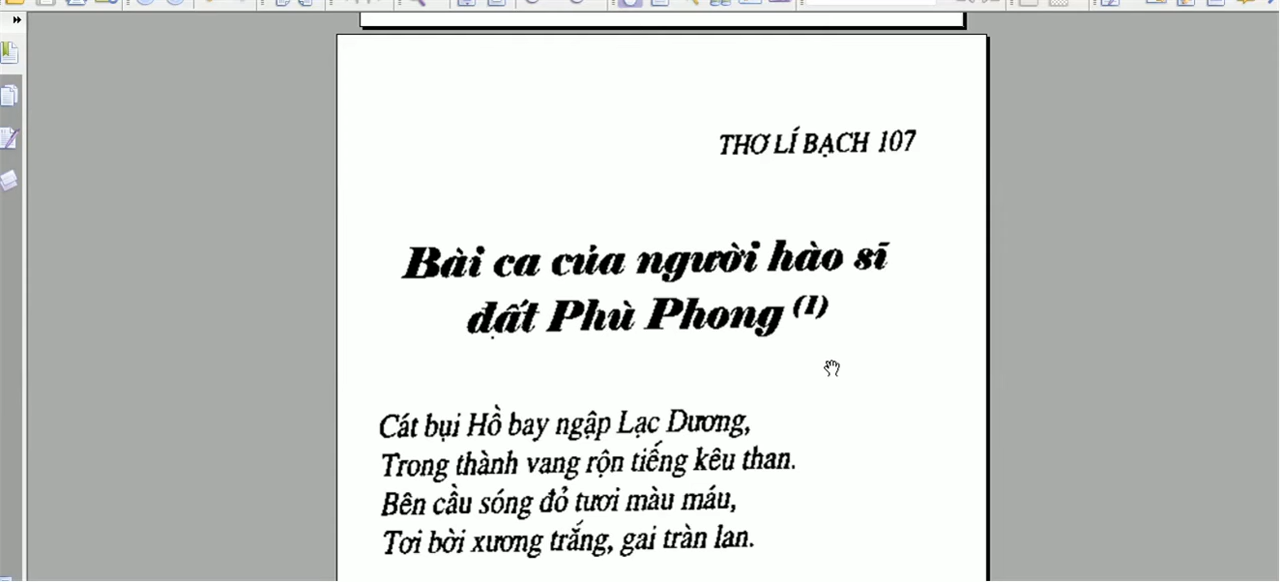 THƠ LÍ BẠCH 107
Bài ca của người hào sĩ
đất Phù Phong (1)
Cát bụi Hồ bay ngập Lạc Dương,
Trong thành vang rộn tiếng kêu than.
Bên cầu sóng đỏ tươi màu máu,
Tơi bời xương trắng, gai tràn lan.